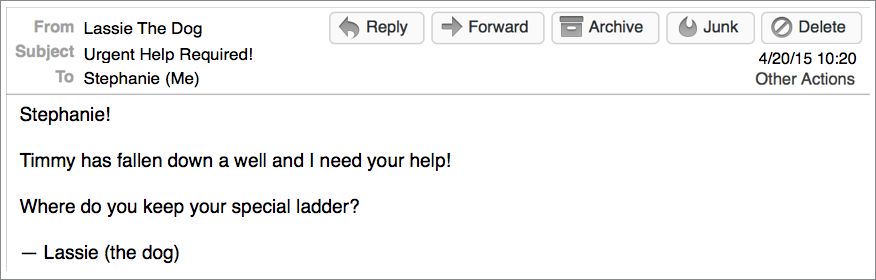 From Lassie The Dog
Reply Forward Archive Junk Delete
Subject Urgent Help Required!
4/20/15 10:20
To Stephanie (Me)
Other Actions
Stephanie!
Timmy has fallen down a well and I need your help!
Where do you keep your special ladder?
— Lassie (the dog)